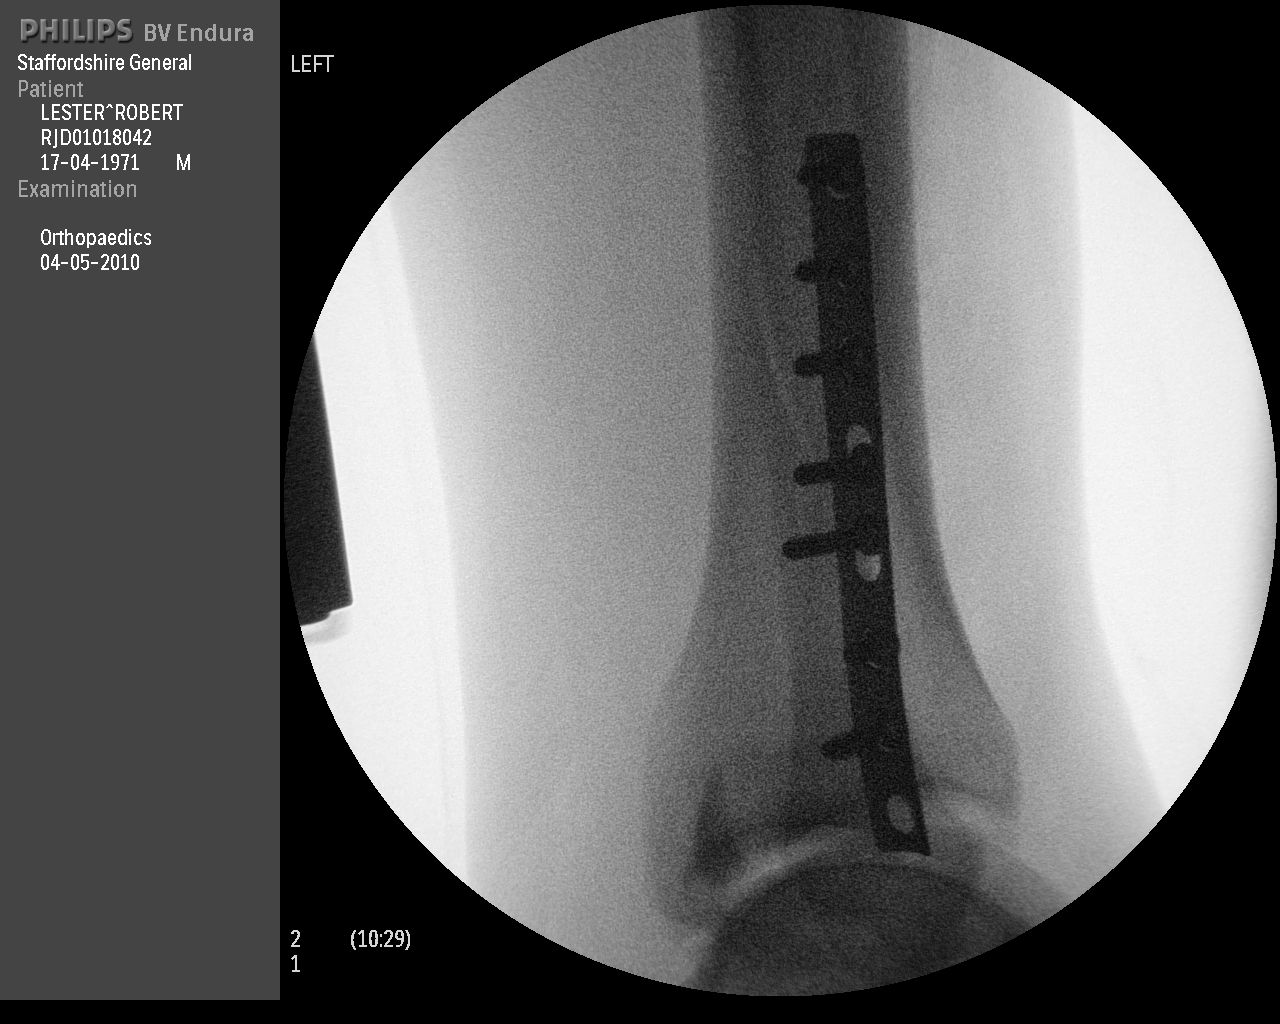 PHILIPS BV Endura
Staffordshire General
Patient
LESTER^ROBERT
RJD01018042
17-04-1971 M
Examination
Orthopaedics
04-05-2010
LEFT
2 (10:29)
1